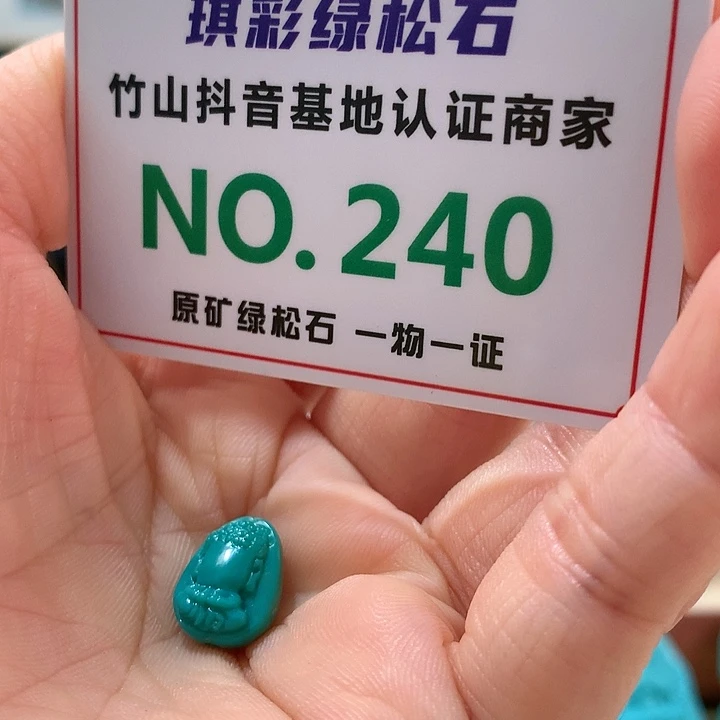 琪彩绿松石
竹山抖音基地认证商家
NO.240
原矿绿松石 一物一证